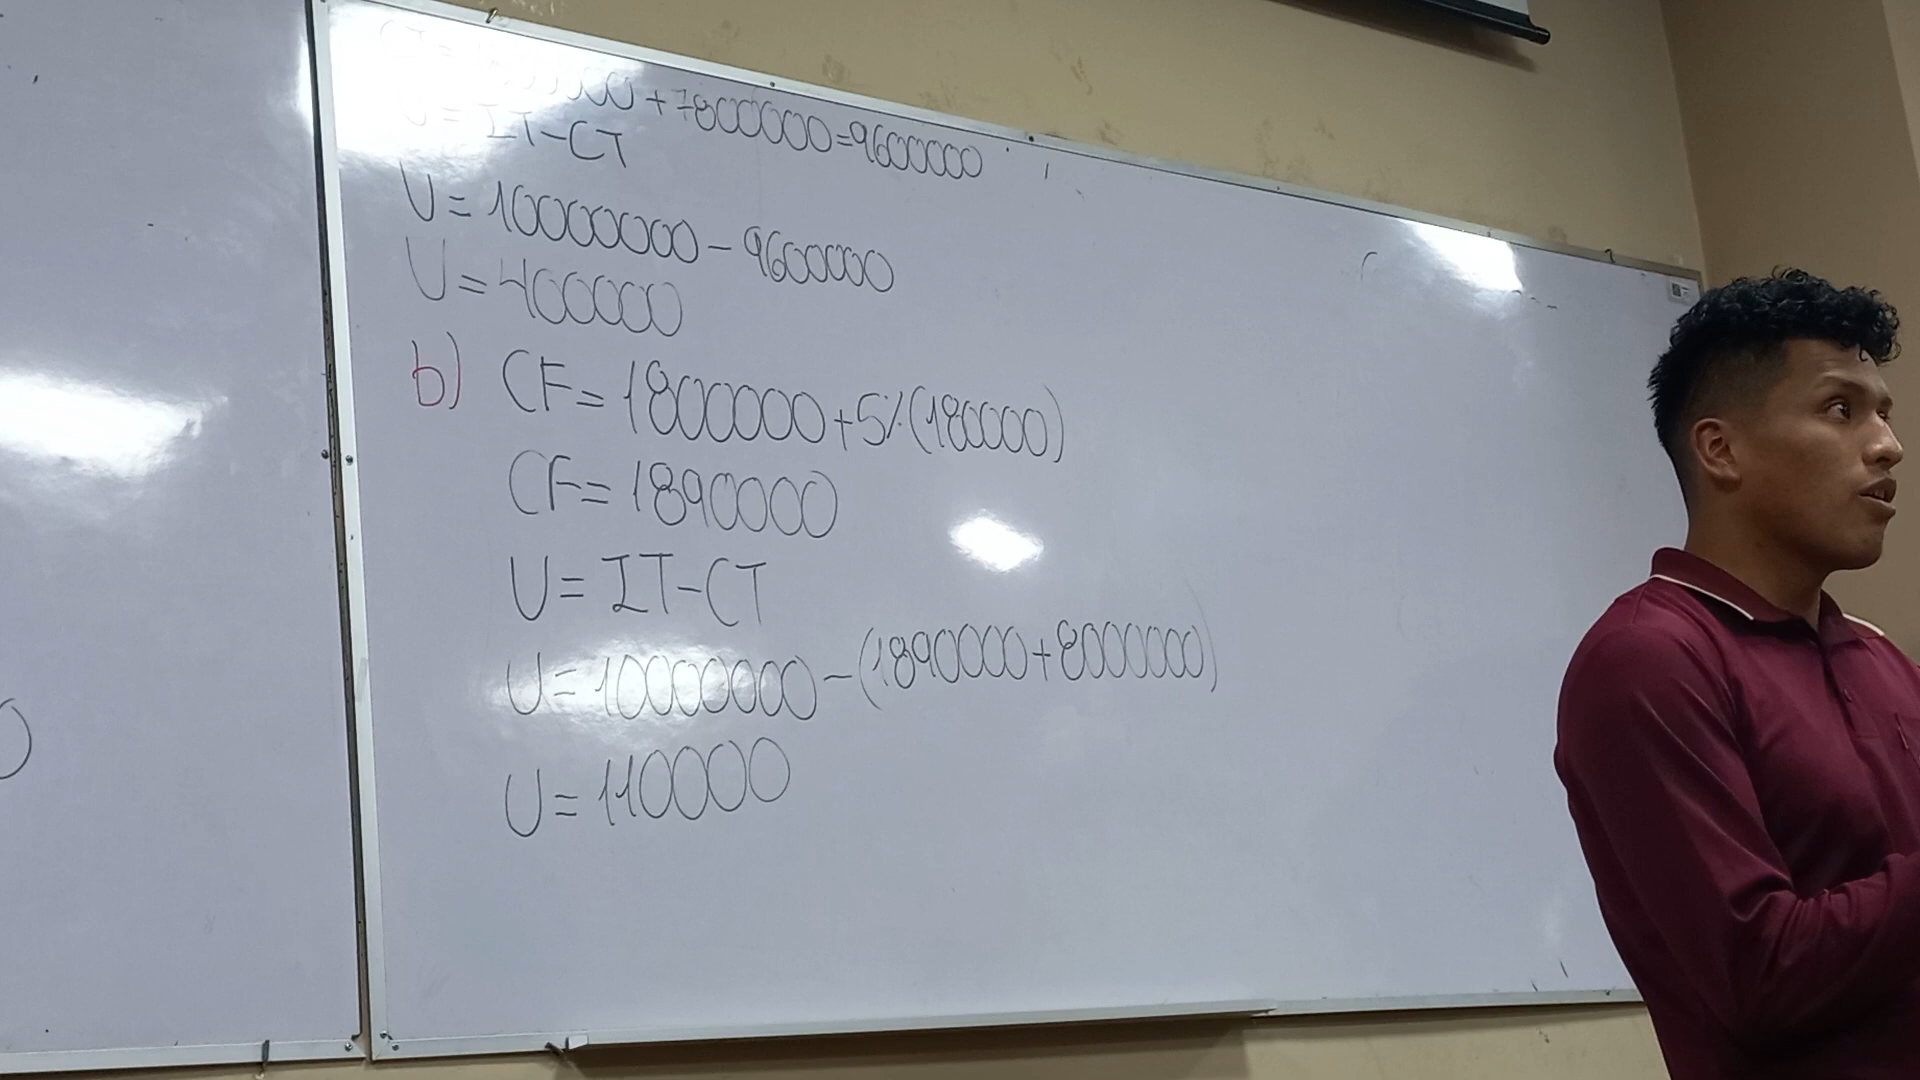 00 + 7800000=9600000
U = IT-CT
U= 10000000 - 9600000
U=400000
b) CF= 1800000+5%(180000)
CF= 1890000
U= IT-CT
U= 10000000-(1890000+8000000)
U= 110000